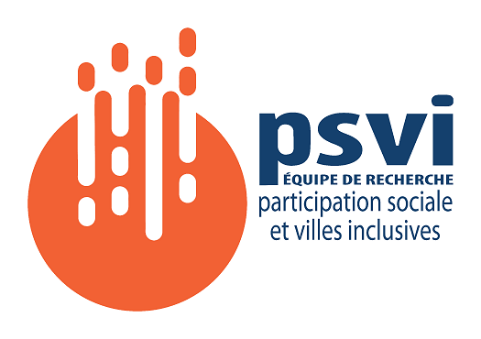 psvi
ÉQUIPE DE RECHERCHE
participation sociale
et villes inclusives